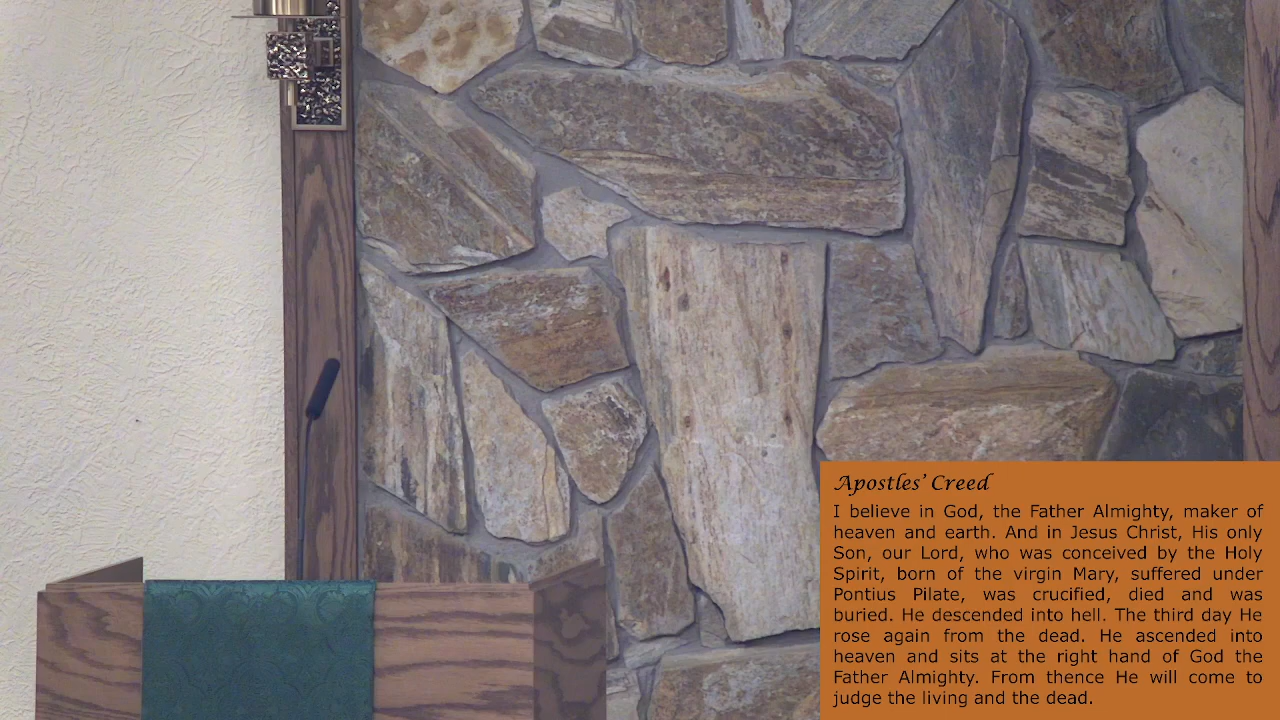 Apostles’ Creed
I believe in God, the Father Almighty, maker of
heaven and earth. And in Jesus Christ, His only
Son, our Lord, who was conceived by the Holy
Spirit, born of the virgin Mary, suffered under
Pontius Pilate, was crucified, died and was
buried. He descended into hell. The third day He
rose again from the dead. He ascended into
heaven and sits at the right hand of God the
Father Almighty. From thence He will come to
judge the living and the dead.